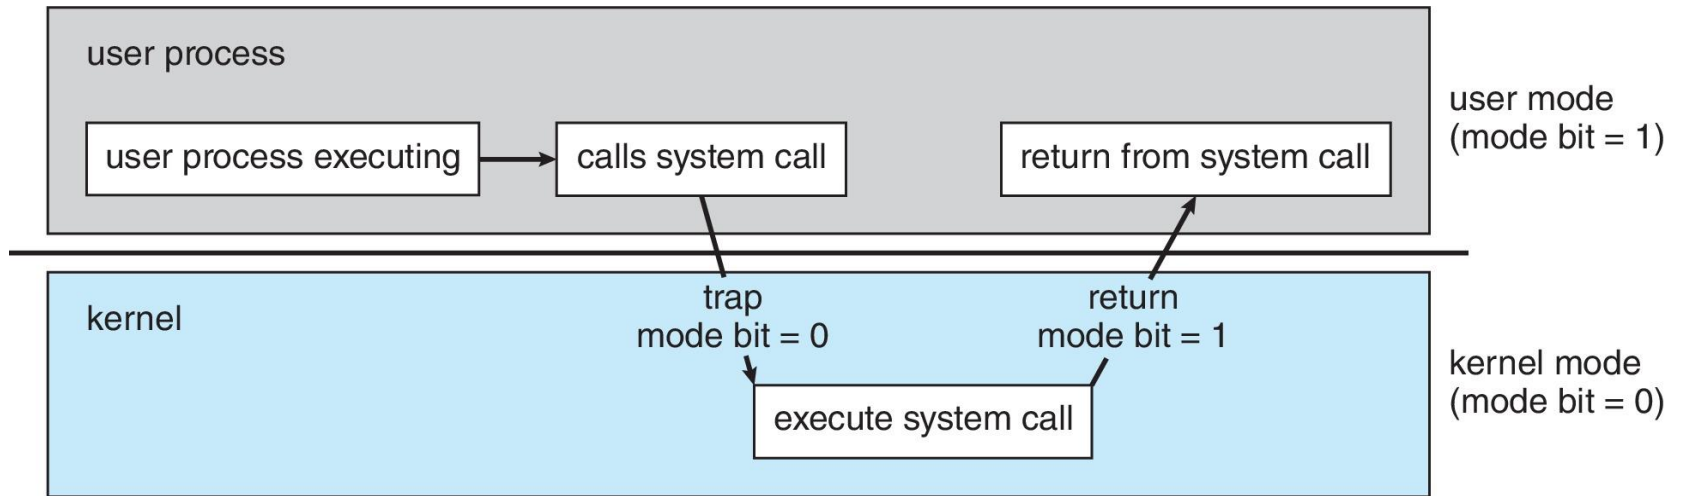 user process
user process executing
calls system call
return from system call
user mode
(mode bit = 1)
kernel
trap
mode bit = 0
return
mode bit = 1
execute system call
kernel mode
(mode bit = 0)